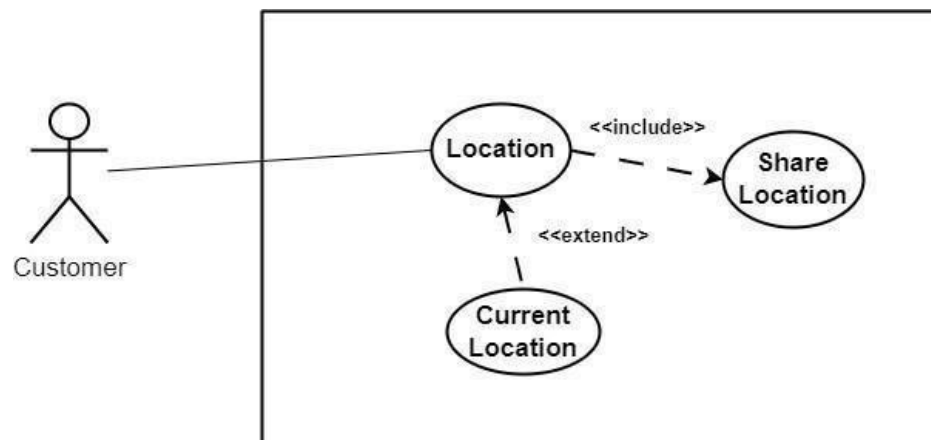 Customer
Location
<<include>>
Share
Location
<<extend>>
Current
Location